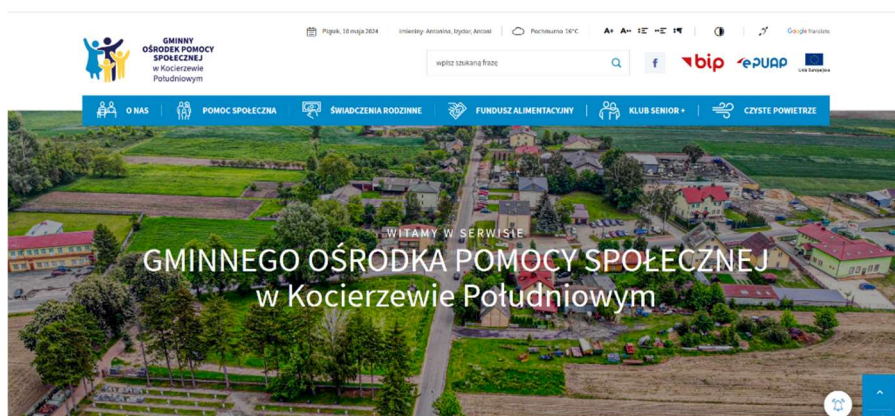 GMINNY
OŚRODEK POMOCY
SPOŁECZNEJ
w Kocierzewie
Południowym
Piątek, 10 maja 2024
Imieniny: Antonina, Izydor, Antoni
Pochmurno 16°C
A+ A-
Google translate
wpisz szukaną frazę
f
bip
epuap
Unia Europejska
O NAS
POMOC SPOŁECZNA
ŚWIADCZENIA RODZINNE
FUNDUSZ ALIMENTACYJNY
KLUB SENIOR +
CZYSTE POWIETRZE
WITAMY W SERWISIE
GMINNEGO OŚRODKA POMOCY SPOŁECZNEJ
w Kocierzewie Południowym